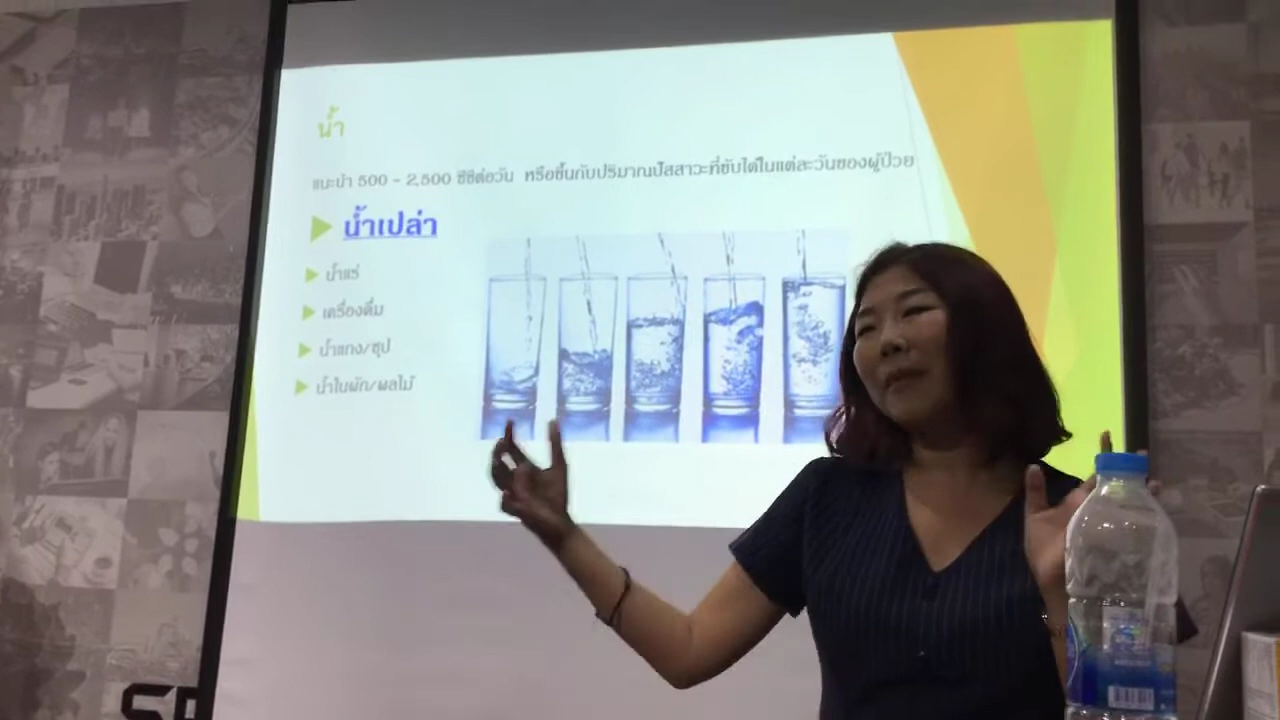 น้ำ
แนะนำ 500 - 2,500 ซีซีต่อวัน หรือขึ้นกับปริมาณปัสสาวะที่ขับได้ในแต่ละวันของผู้ป่วย
น้ำเปล่า
น้ำแร่
เครื่องดื่ม
น้ำแกง/ซุป
น้ำในผัก/ผลไม้